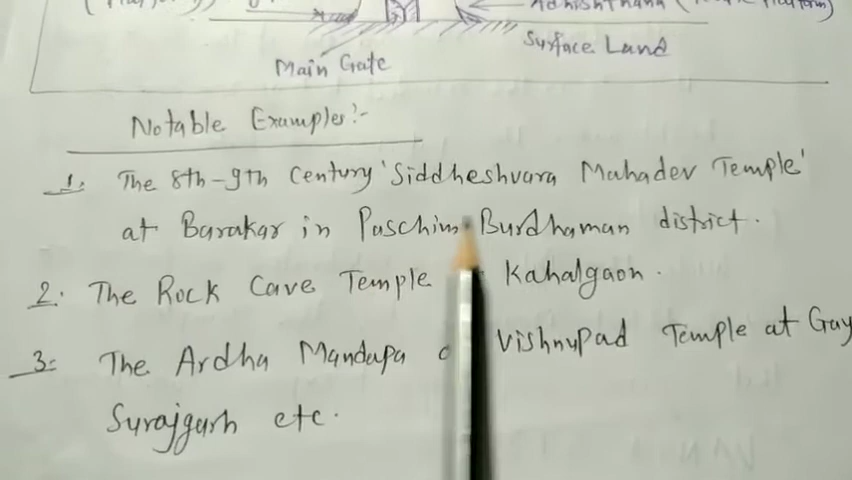 Main Gate
Surface Land
Notable Examples:-
1. The 8th-9th Century 'Siddheshvara Mahadev Temple'
at Barakar in Paschim Burdhaman district.
2. The Rock Cave Temple Kahalgaon.
3. The Ardha Mandapa Vishnupad Temple at Gay
Surajgarh etc.